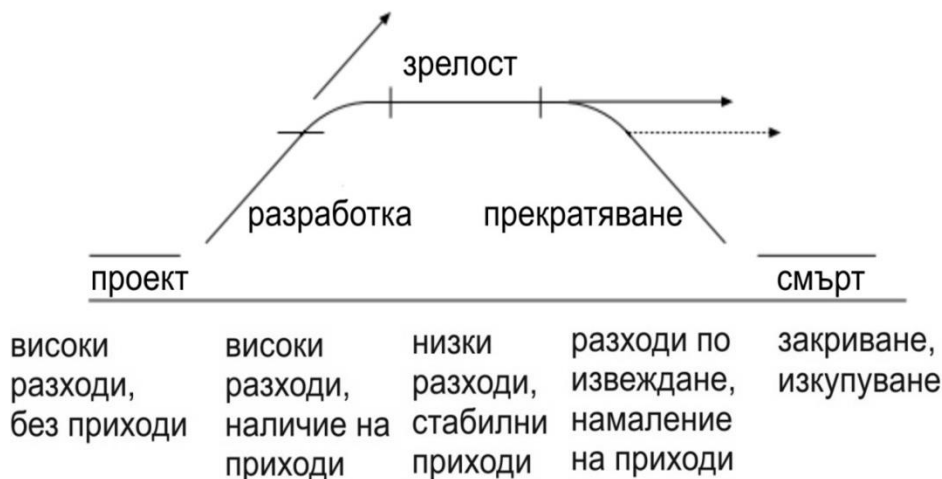 зрелост
разработка
прекратяване
проект
смърт
високи
разходи,
без приходи
високи
разходи,
наличие на
приходи
низки
разходи,
стабилни
приходи
разходи по
извеждане,
намаление
на приходи
закриване,
изкупуване